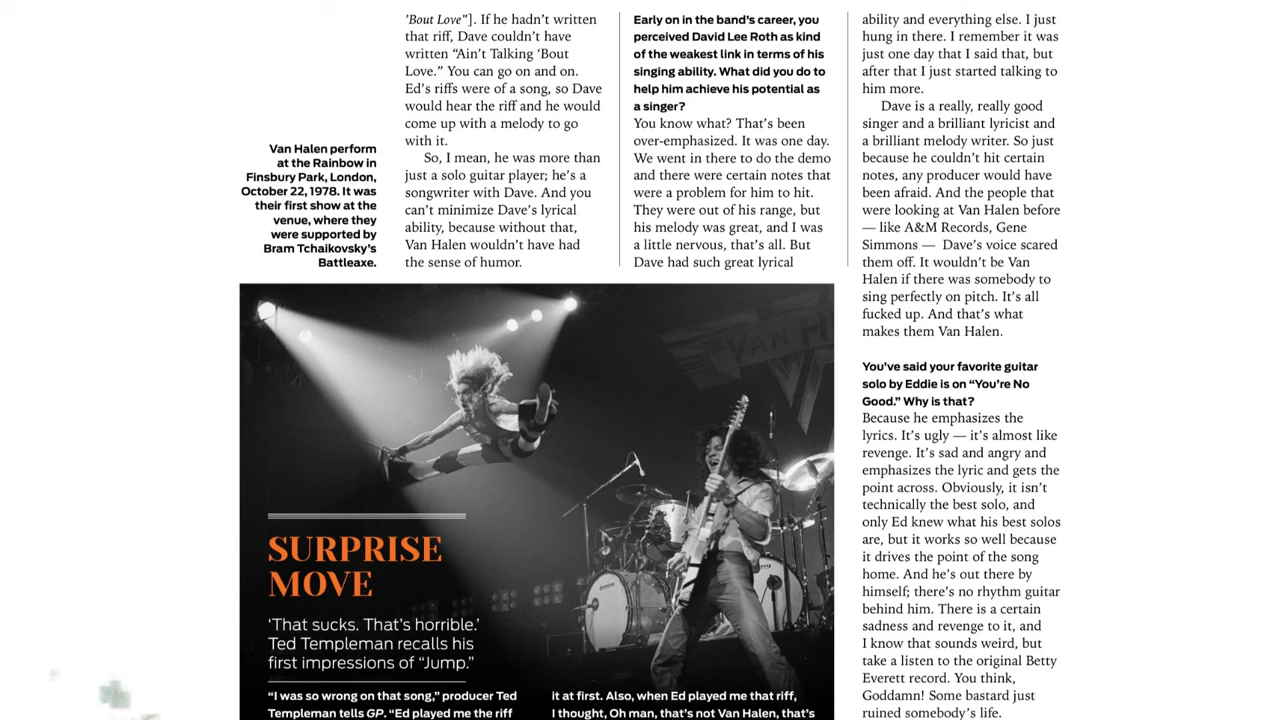 ’Bout Love”]. If he hadn’t written
that riff, Dave couldn’t have
written “Ain’t Talking ‘Bout
Love.” You can go on and on.
Ed’s riffs were of a song, so Dave
would hear the riff and he would
come up with a melody to go
with it.
So, I mean, he was more than
just a solo guitar player; he’s a
songwriter with Dave. And you
can’t minimize Dave’s lyrical
ability, because without that,
Van Halen wouldn’t have had
the sense of humor.
Early on in the band’s career, you
perceived David Lee Roth as kind
of the weakest link in terms of his
singing ability. What did you do to
help him achieve his potential as
a singer?
You know what? That’s been
over-emphasized. It was one day.
We went in there to do the demo
and there were certain notes that
were a problem for him to hit.
They were out of his range, but
his melody was great, and I was
a little nervous, that’s all. But
Dave had such great lyrical
ability and everything else. I just
hung in there. I remember it was
just one day that I said that, but
after that I just started talking to
him more.
Dave is a really, really good
singer and a brilliant lyricist and
a brilliant melody writer. So just
because he couldn’t hit certain
notes, any producer would have
been afraid. And the people that
were looking at Van Halen before
— like A&M Records, Gene
Simmons — Dave’s voice scared
them off. It wouldn’t be Van
Halen if there was somebody to
sing perfectly on pitch. It’s all
fucked up. And that’s what
makes them Van Halen.
You’ve said your favorite guitar
solo by Eddie is on “You’re No
Good.” Why is that?
Because he emphasizes the
lyrics. It’s ugly — it’s almost like
revenge. It’s sad and angry and
emphasizes the lyric and gets the
point across. Obviously, it isn’t
technically the best solo, and
only Ed knew what his best solos
are, but it works so well because
it drives the point of the song
home. And he’s out there by
himself; there’s no rhythm guitar
behind him. There is a certain
sadness and revenge to it, and
I know that sounds weird, but
take a listen to the original Betty
Everett record. You think,
Goddamn! Some bastard just
ruined somebody’s life.
Van Halen perform
at the Rainbow in
Finsbury Park, London,
October 22, 1978. It was
their first show at the
venue, where they
were supported by
Bram Tchaikovsky’s
Battleaxe.
VAN H
SURPRISE
MOVE
‘That sucks. That’s horrible.’
Ted Templeman recalls his
first impressions of “Jump.”
“I was so wrong on that song,” producer Ted
Templeman tells GP. “Ed played me the riff
it at first. Also, when Ed played me that riff,
I thought, Oh man, that’s not Van Halen, that’s